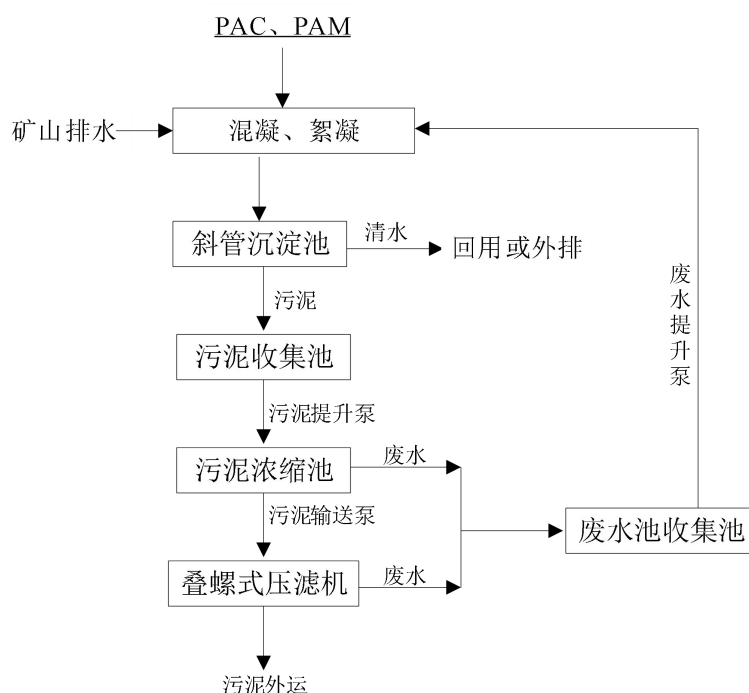 PAC、PAM
矿山排水
混凝、絮凝
斜管沉淀池
清水
回用或外排
污泥
废水提升泵
污泥收集池
污泥提升泵
污泥浓缩池
废水
污泥输送泵
废水池收集池
叠螺式压滤机
废水
污泥外运